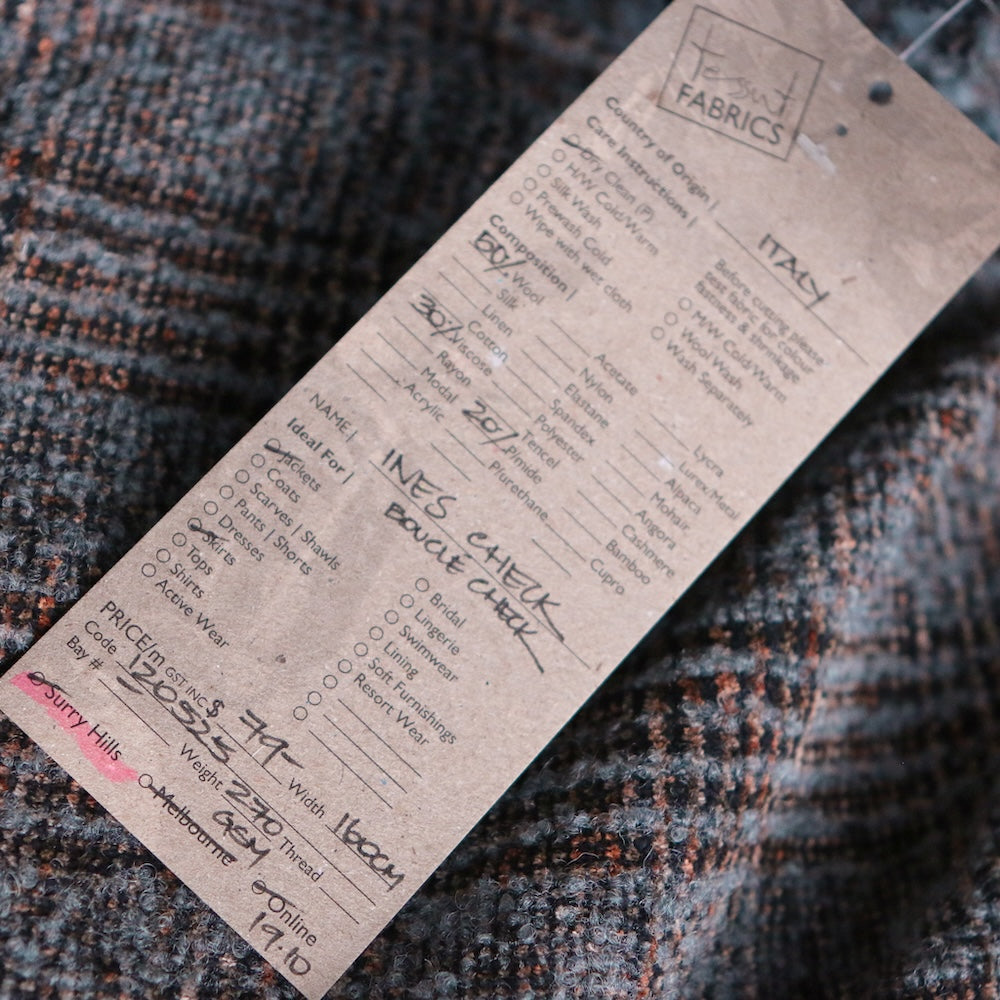 Tessuti
FABRICS
Country of Origin | ITALY
Care Instructions |
Dry Clean (P)
H/W Cold/Warm
Silk Wash
Prewash Cold
Wipe with wet cloth
Before cutting please
test fabric for colour
fastness & shrinkage
M/W Cold/Warm
Wool Wash
Wash Separately
Composition |
50% Wool
Silk
Linen
Cotton
30% Viscose
Rayon
Modal
Acrylic
Acetate
Nylon
Elastane
Spandex
Polyester
Tencel
20% P/mide
P/urethane
Lycra
Lurex/Metal
Alpaca
Mohair
Angora
Cashmere
Bamboo
Cupro
NAME | INES CHECK
BOUCLE CHECK
Ideal For |
Jackets
Coats
Scarves | Shawls
Pants | Shorts
Dresses
Skirts
Tops
Shirts
Active Wear
Bridal
Lingerie
Swimwear
Lining
Soft Furnishings
Resort Wear
PRICE/m GST INC $ 79- Width 160CM
Code 120525 Weight 270 GSM Thread
Bay #
Surry Hills
Melbourne
Online
19.10